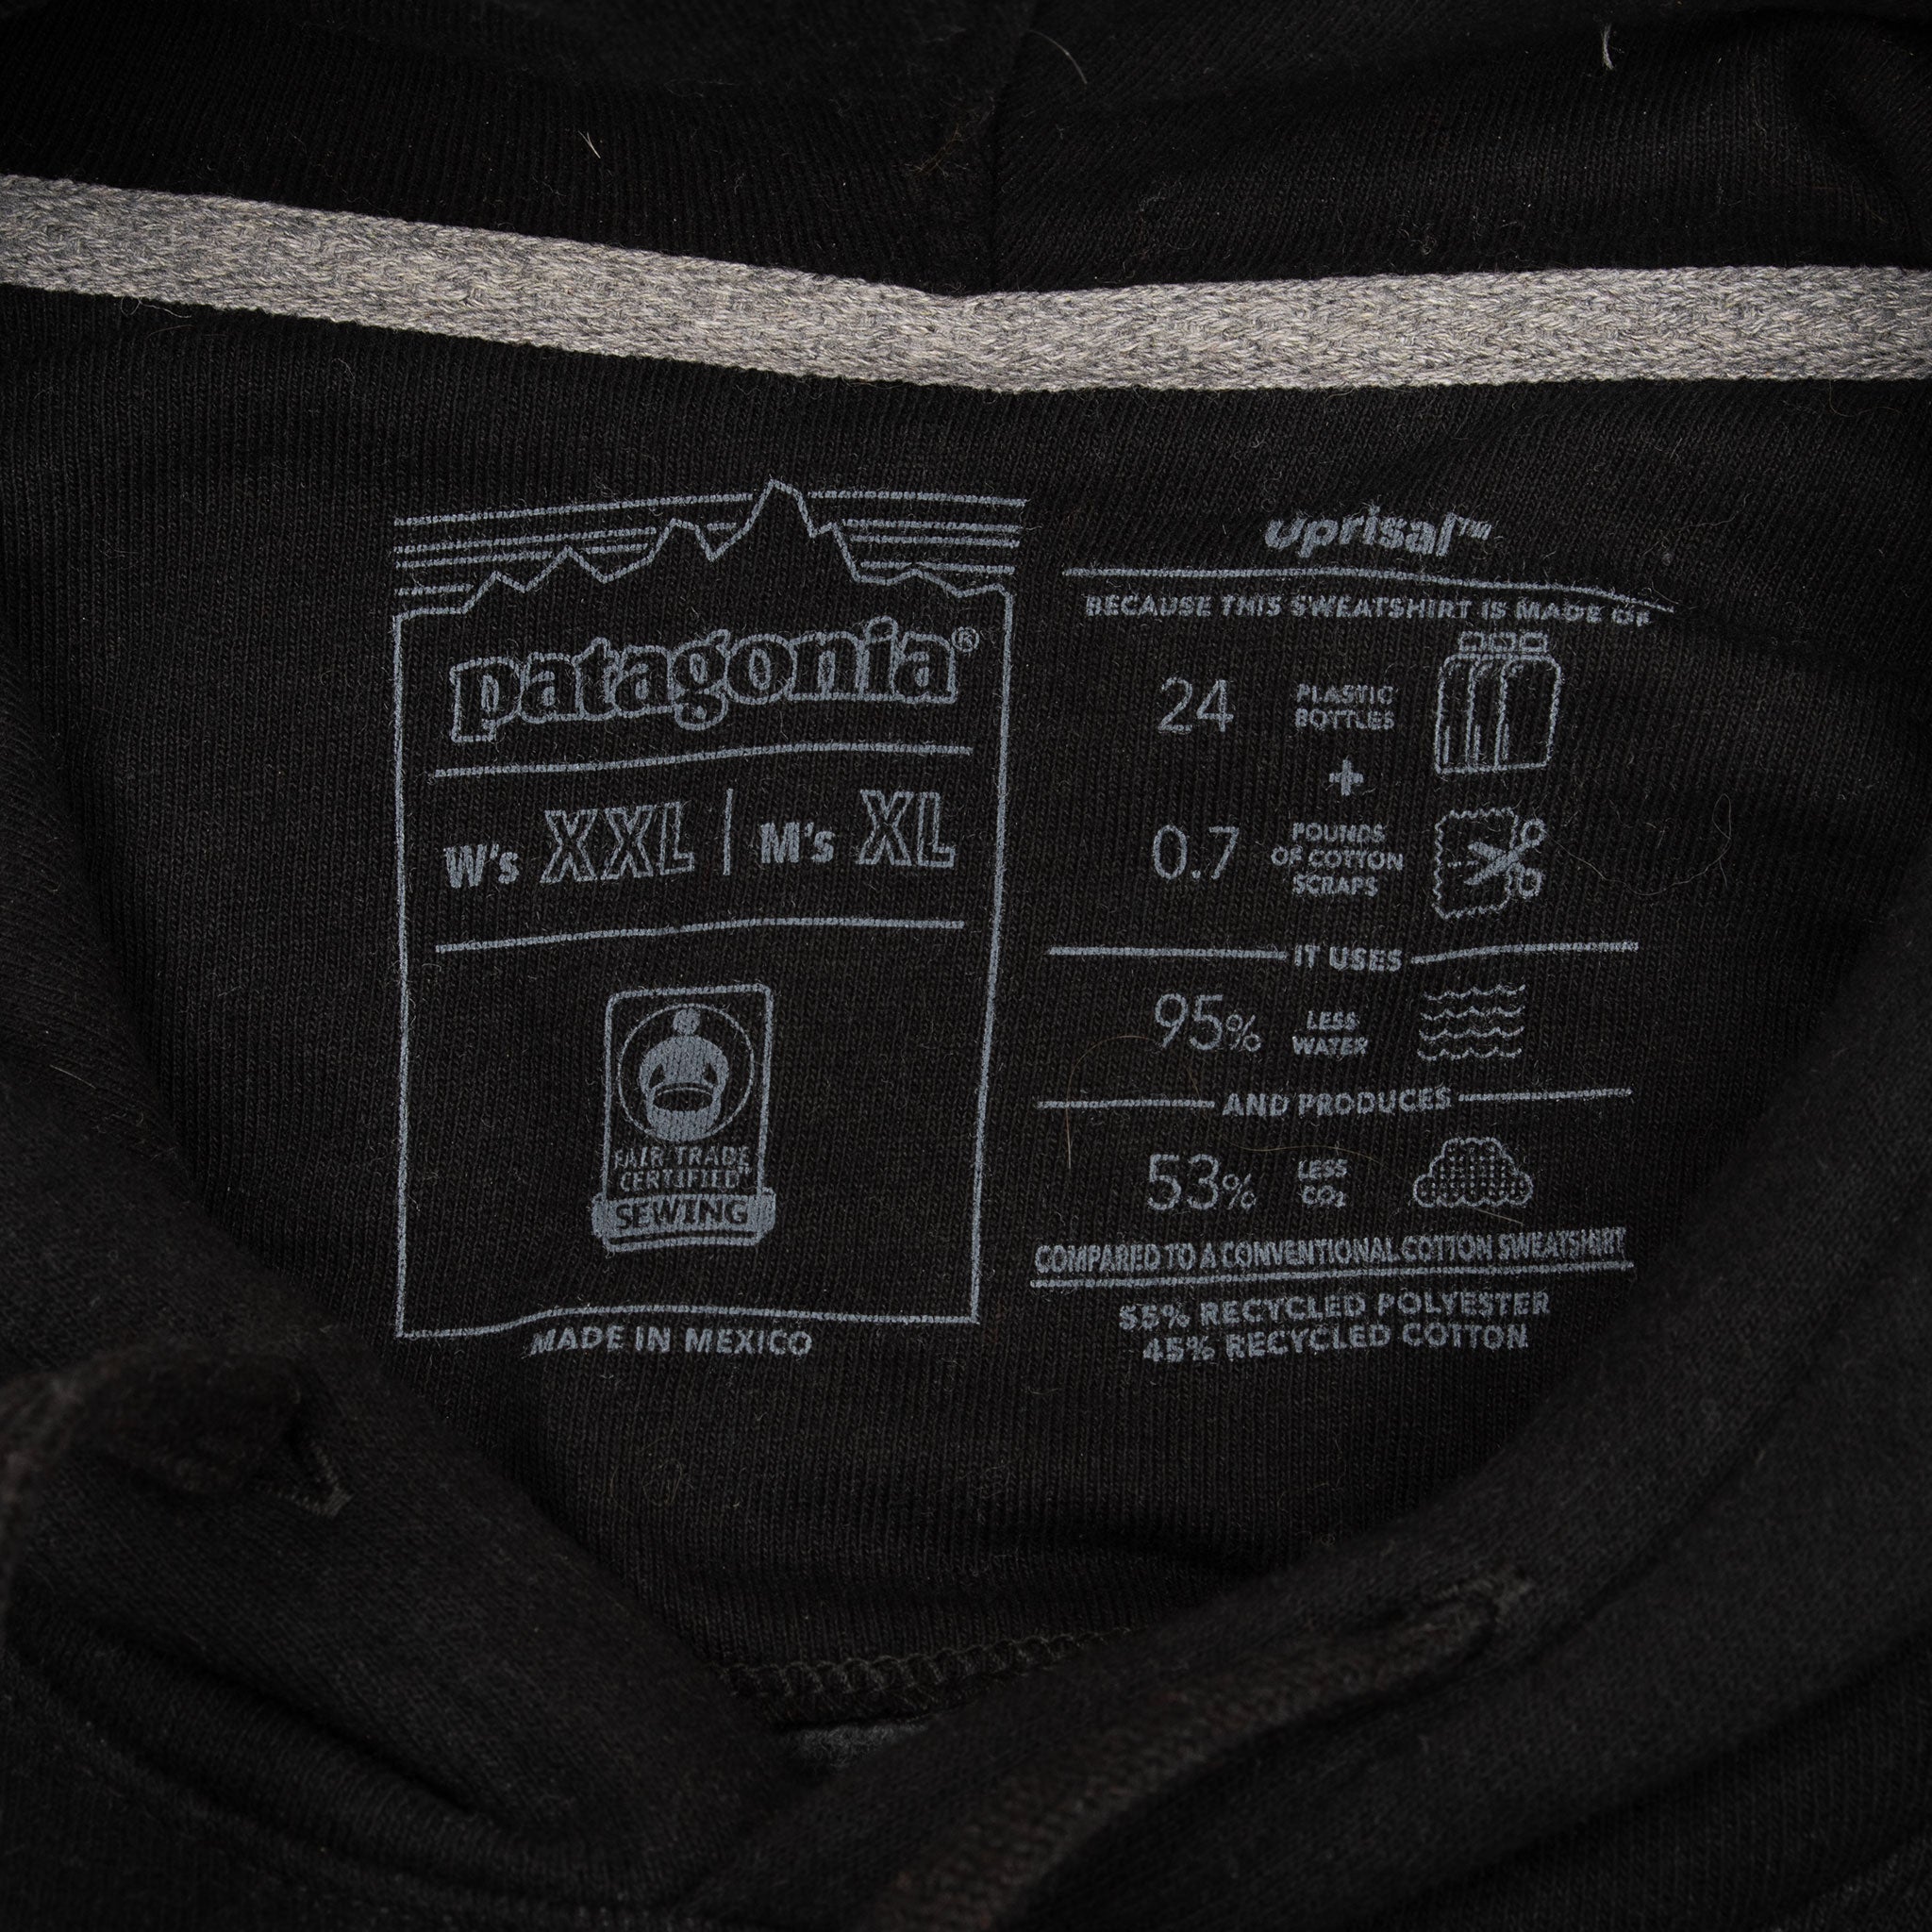 patagonia®
W's XXL | M's XL
FAIR TRADE
CERTIFIED™
SEWING
MADE IN MEXICO
Uprisal™
BECAUSE THIS SWEATSHIRT IS MADE OF
24 PLASTIC
BOTTLES
+
0.7 POUNDS
OF COTTON
SCRAPS
IT USES
95% LESS
WATER
AND PRODUCES
53% LESS
CO₂
COMPARED TO A CONVENTIONAL COTTON SWEATSHIRT
55% RECYCLED POLYESTER
45% RECYCLED COTTON